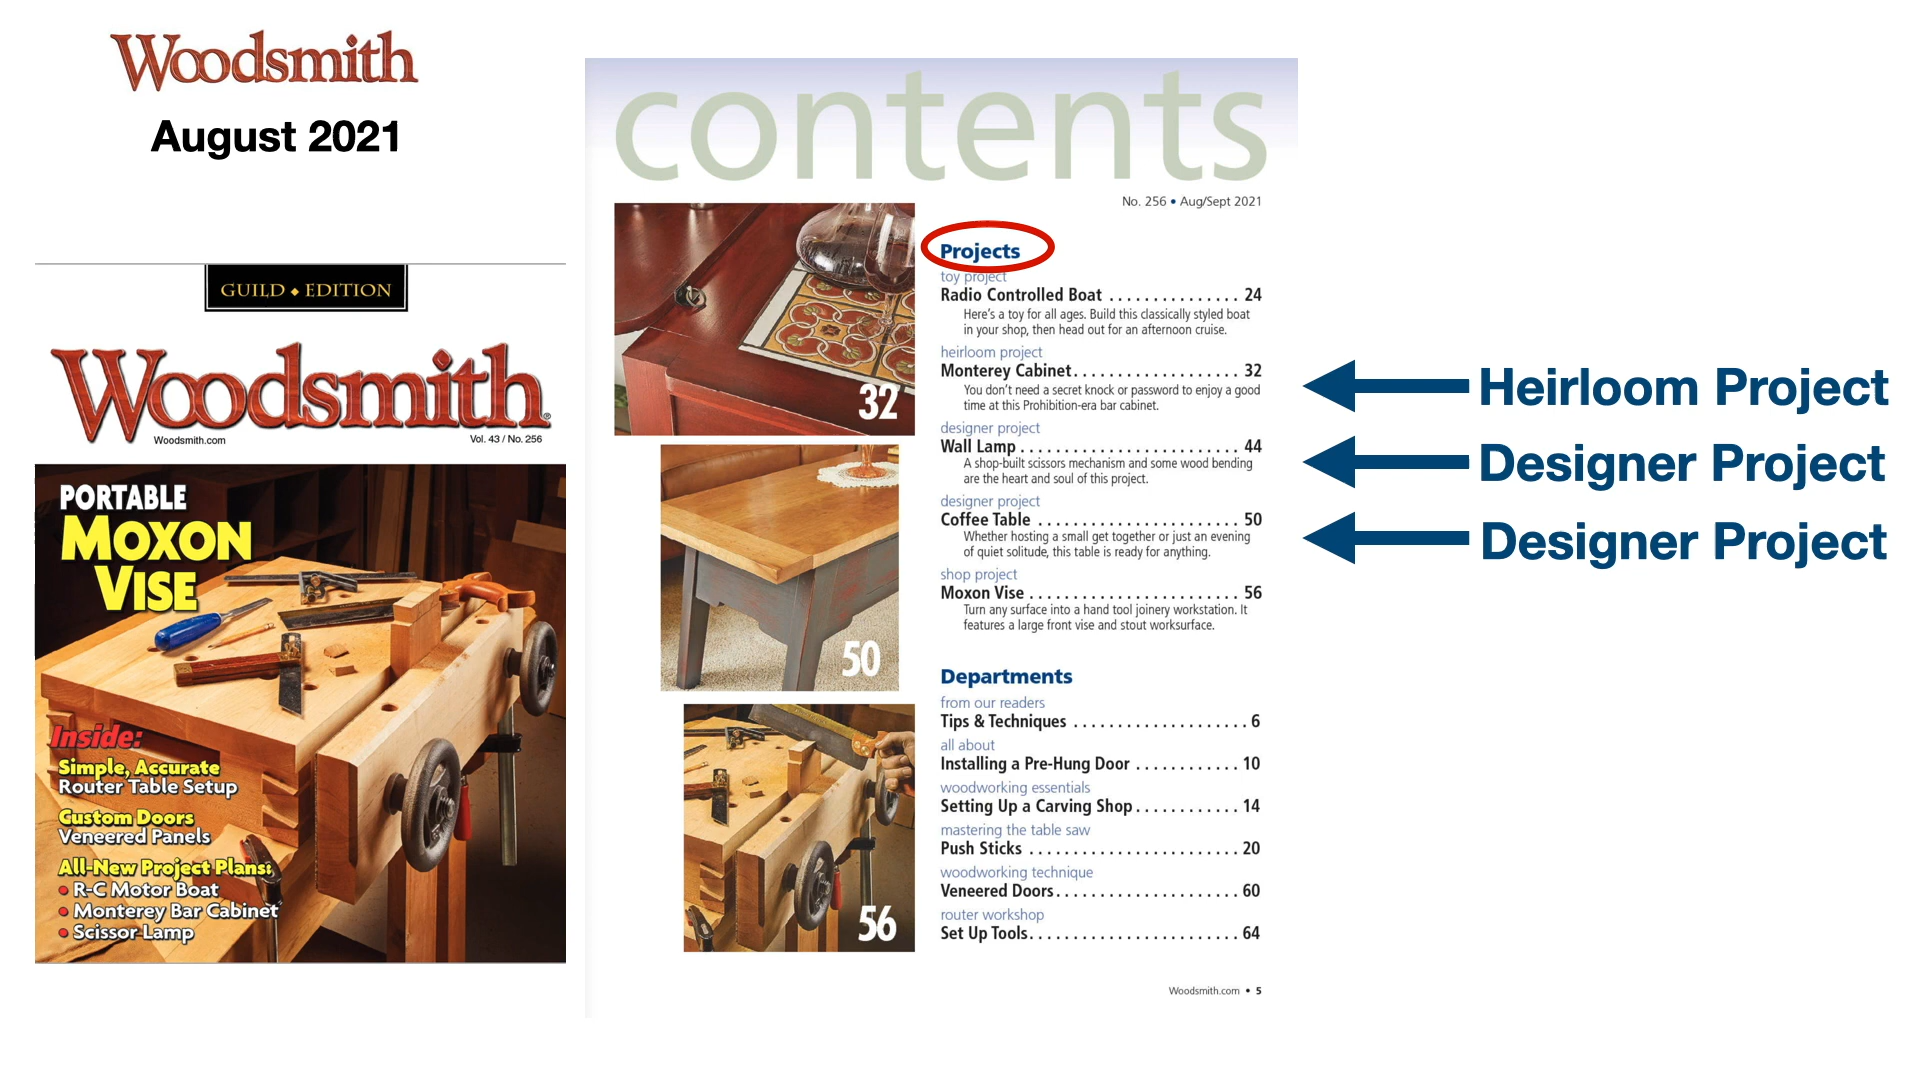 Woodsmith
August 2021
GUILD ◆ EDITION
Woodsmith®
Woodsmith.com
Vol. 43 / No. 256
PORTABLE
MOXON
VISE
Inside:
Simple, Accurate
Router Table Setup
Custom Doors
Veneered Panels
All-New Project Plans:
• R-C Motor Boat
• Monterey Bar Cabinet
• Scissor Lamp
contents
No. 256 • Aug/Sept 2021
32
50
56
Projects
toy project
Radio Controlled Boat . . . . . . . . . . . . . . . 24
Here's a toy for all ages. Build this classically styled boat
in your shop, then head out for an afternoon cruise.
heirloom project
Monterey Cabinet. . . . . . . . . . . . . . . . . . . 32
You don't need a secret knock or password to enjoy a good
time at this Prohibition-era bar cabinet.
designer project
Wall Lamp . . . . . . . . . . . . . . . . . . . . . . . . . 44
A shop-built scissors mechanism and some wood bending
are the heart and soul of this project.
designer project
Coffee Table . . . . . . . . . . . . . . . . . . . . . . . 50
Whether hosting a small get together or just an evening
of quiet solitude, this table is ready for anything.
shop project
Moxon Vise . . . . . . . . . . . . . . . . . . . . . . . . 56
Turn any surface into a hand tool joinery workstation. It
features a large front vise and stout worksurface.
Departments
from our readers
Tips & Techniques . . . . . . . . . . . . . . . . . . . . 6
all about
Installing a Pre-Hung Door . . . . . . . . . . . . 10
woodworking essentials
Setting Up a Carving Shop. . . . . . . . . . . . 14
mastering the table saw
Push Sticks . . . . . . . . . . . . . . . . . . . . . . . . 20
woodworking technique
Veneered Doors. . . . . . . . . . . . . . . . . . . . . 60
router workshop
Set Up Tools. . . . . . . . . . . . . . . . . . . . . . . . 64
Woodsmith.com • 5
Heirloom Project
Designer Project
Designer Project